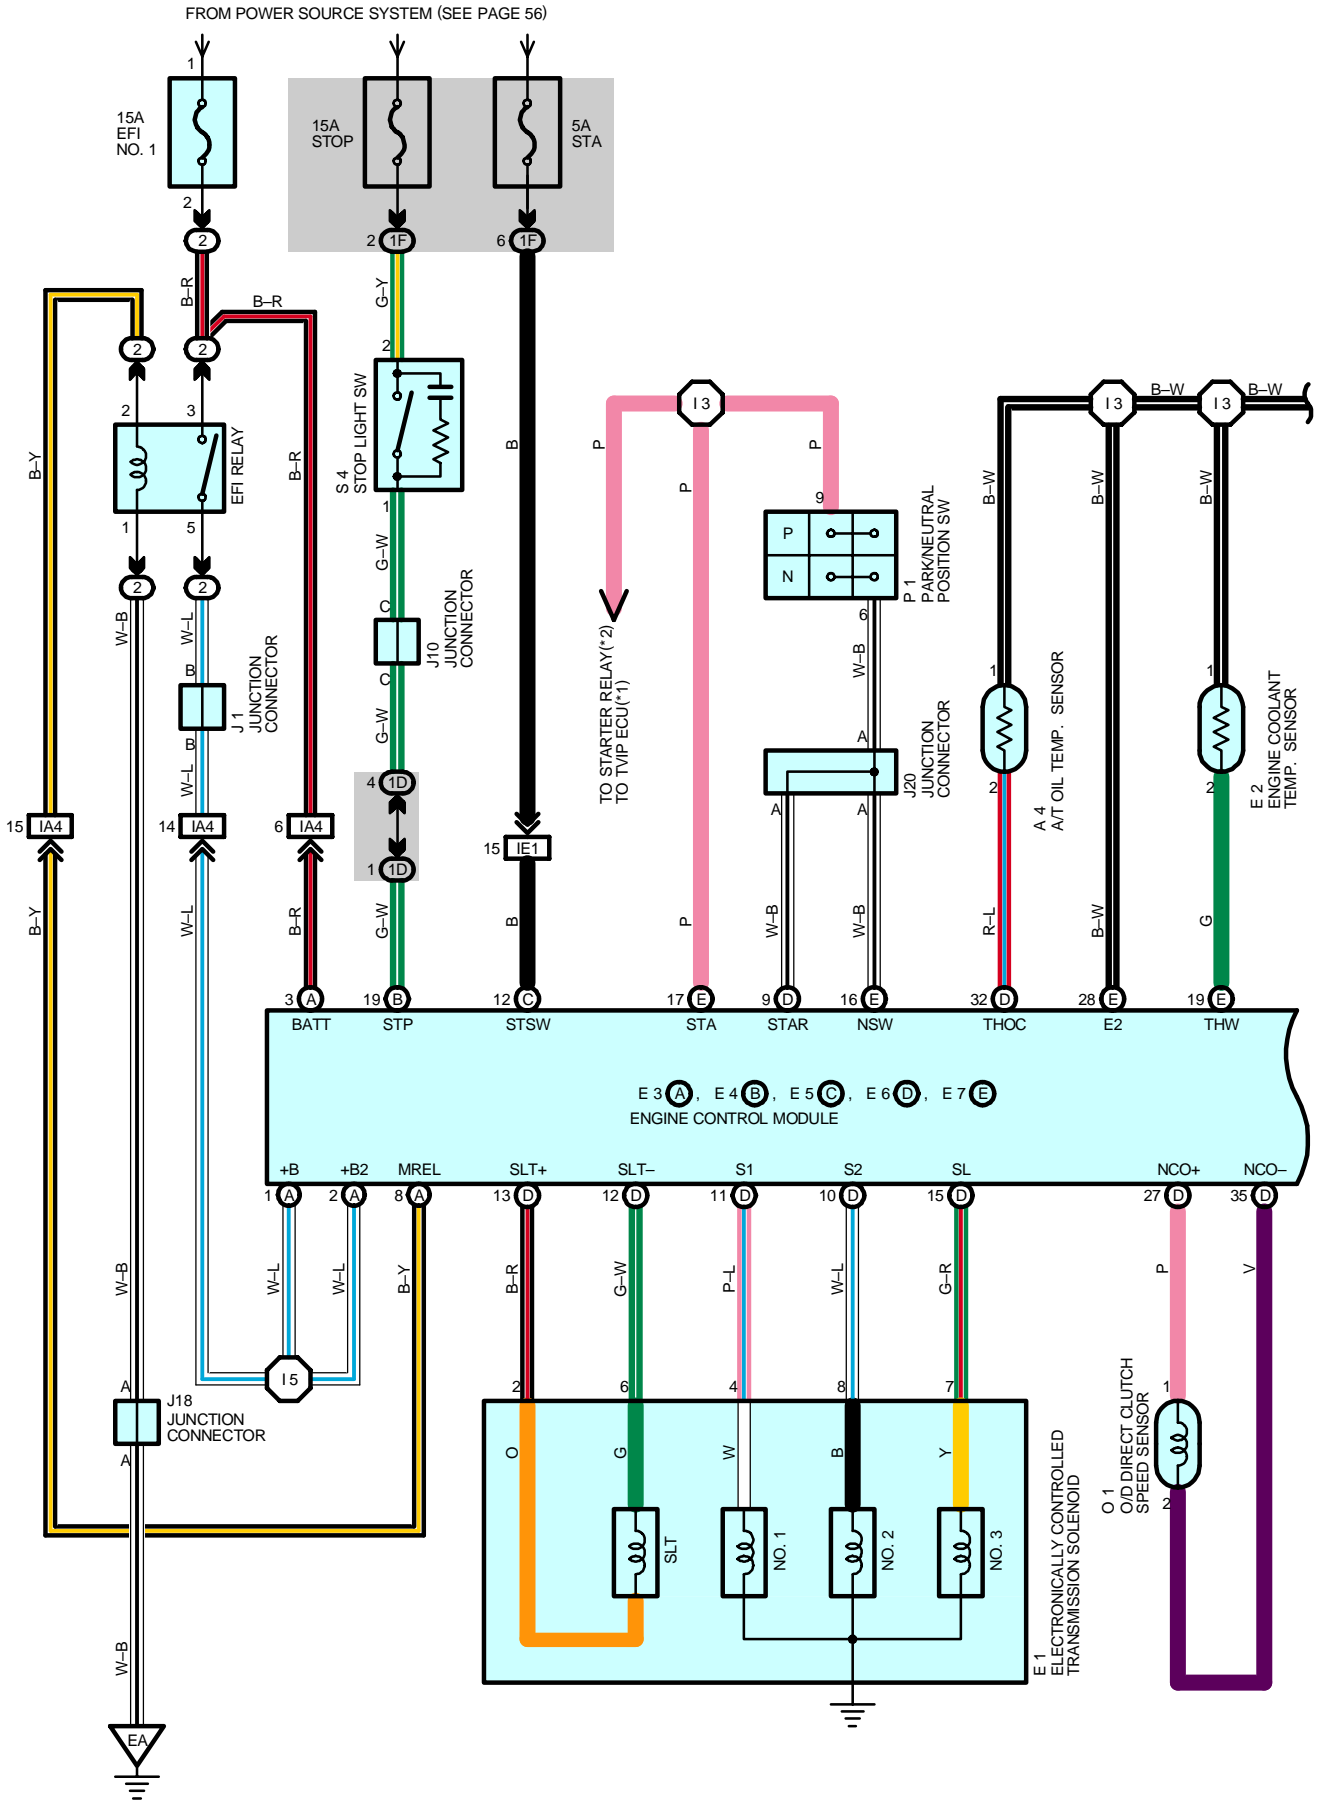 FROM POWER SOURCE SYSTEM (SEE PAGE 56)
1
15A
EFI
NO. 1
15A
STOP
5A
STA
2
2
2 1F
6 1F
B–R
B–R
G–Y
2
2
2
2
3
EFI RELAY
1
5
2
2
S 4
STOP LIGHT SW
1
B–Y
B–R
B
P
P
P
I 3
9
P
N
P 1
PARK/NEUTRAL
POSITION SW
6
B–W
B–W
I 3
I 3
B–W
B–W
B–W
G–W
C
J10
JUNCTION
CONNECTOR
C
G–W
W–B
W–L
B
J 1
JUNCTION
CONNECTOR
B
W–L
TO STARTER RELAY(*2)
TO TVIP ECU(*1)
W–B
A
J20
JUNCTION
CONNECTOR
A
A
1
A 4
A/T OIL TEMP. SENSOR
2
1
E 2
ENGINE COOLANT
TEMP. SENSOR
2
4 1D
1 1D
15 IA4
14 IA4
6 IA4
15 IE1
B–Y
W–L
B–R
G–W
B
P
W–B
W–B
R–L
B–W
G
3 A
19 B
12 C
17 E
9 D
16 E
32 D
28 E
19 E
BATT
STP
STSW
STA
STAR
NSW
THOC
E2
THW
E 3 A , E 4 B , E 5 C , E 6 D , E 7 E
ENGINE CONTROL MODULE
+B
+B2
MREL
SLT+
SLT–
S1
S2
SL
NCO+
NCO–
1 A
2 A
8 A
13 D
12 D
11 D
10 D
15 D
27 D
35 D
W–B
W–L
W–L
B–Y
B–R
G–W
P–L
W–L
G–R
P
V
I 5
A
J18
JUNCTION
CONNECTOR
A
2
6
4
8
7
1
O
G
W
B
Y
SLT
NO. 1
NO. 2
NO. 3
E 1
ELECTRONICALLY CONTROLLED
TRANSMISSION SOLENOID
O 1
O/D DIRECT CLUTCH
SPEED SENSOR
2
W–B
EA